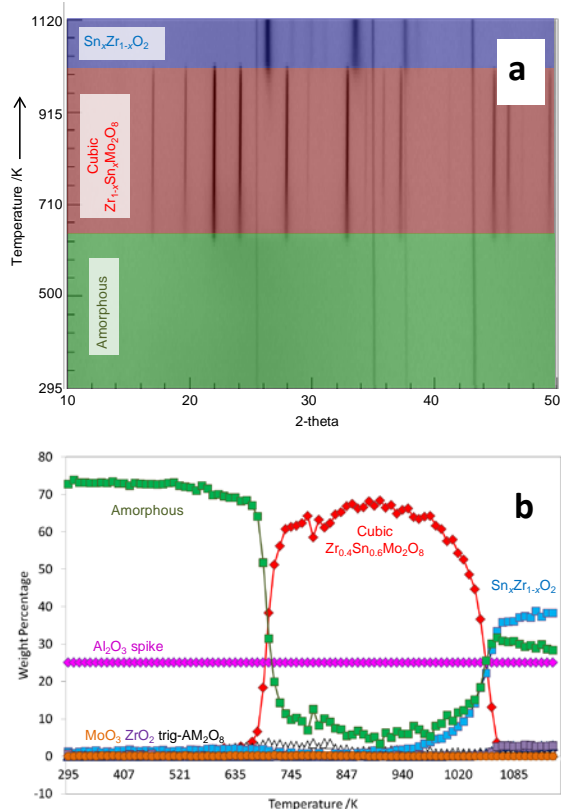 1120
915
710
500
295
Temperature /K
SnₓZr₁₋ₓO₂
Cubic
Zr₁₋ₓSnₓMo₂O₈
Amorphous
a
10 20 30 40 50
2-theta
80
70
60
50
40
30
20
10
0
-10
Weight Percentage
b
Amorphous
Cubic
Zr₀.₄Sn₀.₆Mo₂O₈
SnₓZr₁₋ₓO₂
Al₂O₃ spike
MoO₃ ZrO₂ trig-AM₂O₈
295 407 521 635 745 847 940 1020 1085
Temperature /K